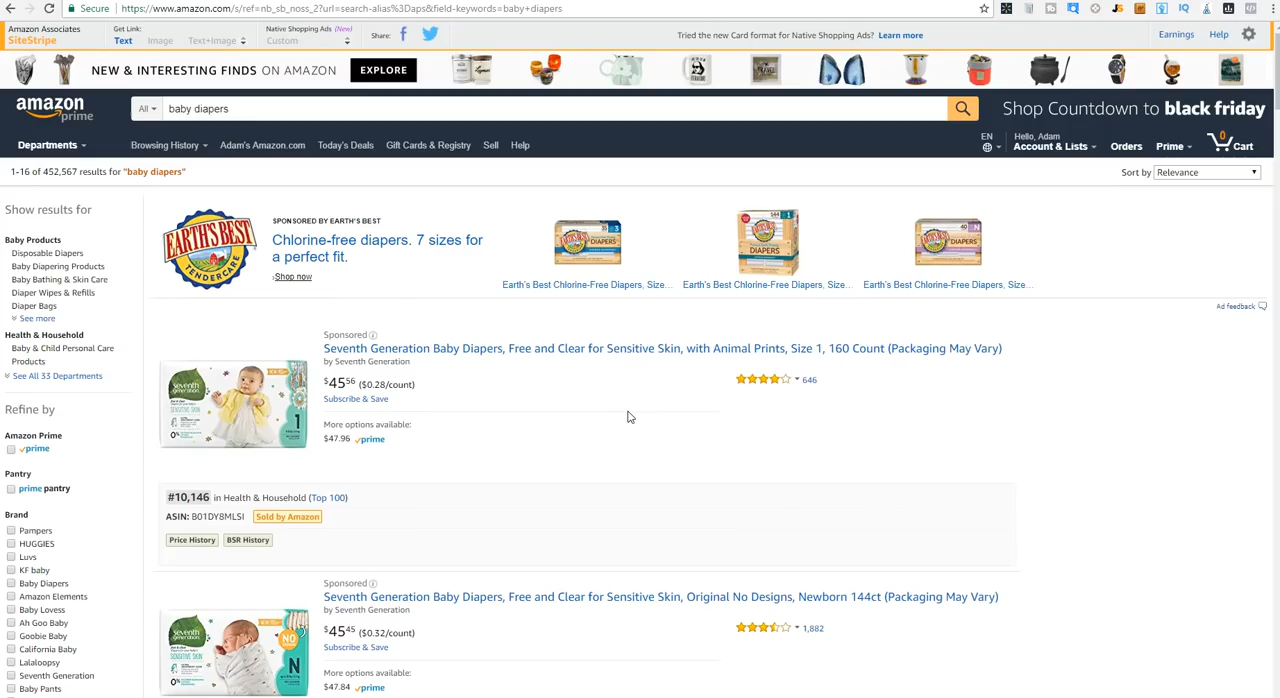 Secure
https://www.amazon.com/s/ref=nb_sb_noss_2?url=search-alias%3Daps&field-keywords=baby+diapers
Amazon Associates
SiteStripe
Get Link:
Text Image Text+Image
Native Shopping Ads (New)
Custom
Share:
Tried the new Card format for Native Shopping Ads? Learn more
Earnings Help
NEW & INTERESTING FINDS ON AMAZON EXPLORE
amazon
prime
All
baby diapers
Shop Countdown to black friday
Departments
Browsing History Adam's Amazon.com Today's Deals Gift Cards & Registry Sell Help
EN
Hello, Adam
Account & Lists Orders Prime 0 Cart
1-16 of 452,567 results for "baby diapers"
Sort by Relevance
Show results for
Baby Products
Disposable Diapers
Baby Diapering Products
Baby Bathing & Skin Care
Diaper Wipes & Refills
Diaper Bags
See more
Health & Household
Baby & Child Personal Care
Products
See All 33 Departments
Refine by
Amazon Prime
prime
Pantry
prime pantry
Brand
Pampers
HUGGIES
Luvs
KF baby
Baby Diapers
Amazon Elements
Baby Lovess
Ah Goo Baby
Goobie Baby
California Baby
Lalaloopsy
Seventh Generation
Baby Pants
EARTH'S BEST
TENDERCARE
SPONSORED BY EARTH'S BEST
Chlorine-free diapers. 7 sizes for
a perfect fit.
Shop now
Earth's Best Chlorine-Free Diapers, Size...
Earth's Best Chlorine-Free Diapers, Size...
Earth's Best Chlorine-Free Diapers, Size...
Ad feedback
Sponsored
Seventh Generation Baby Diapers, Free and Clear for Sensitive Skin, with Animal Prints, Size 1, 160 Count (Packaging May Vary)
by Seventh Generation
$45 56 ($0.28/count)
646
Subscribe & Save
More options available:
$47.96 prime
#10,146 in Health & Household (Top 100)
ASIN: B01DY8MLSI Sold by Amazon
Price History BSR History
Sponsored
Seventh Generation Baby Diapers, Free and Clear for Sensitive Skin, Original No Designs, Newborn 144ct (Packaging May Vary)
by Seventh Generation
$45 45 ($0.32/count)
1,882
Subscribe & Save
More options available:
$47.84 prime